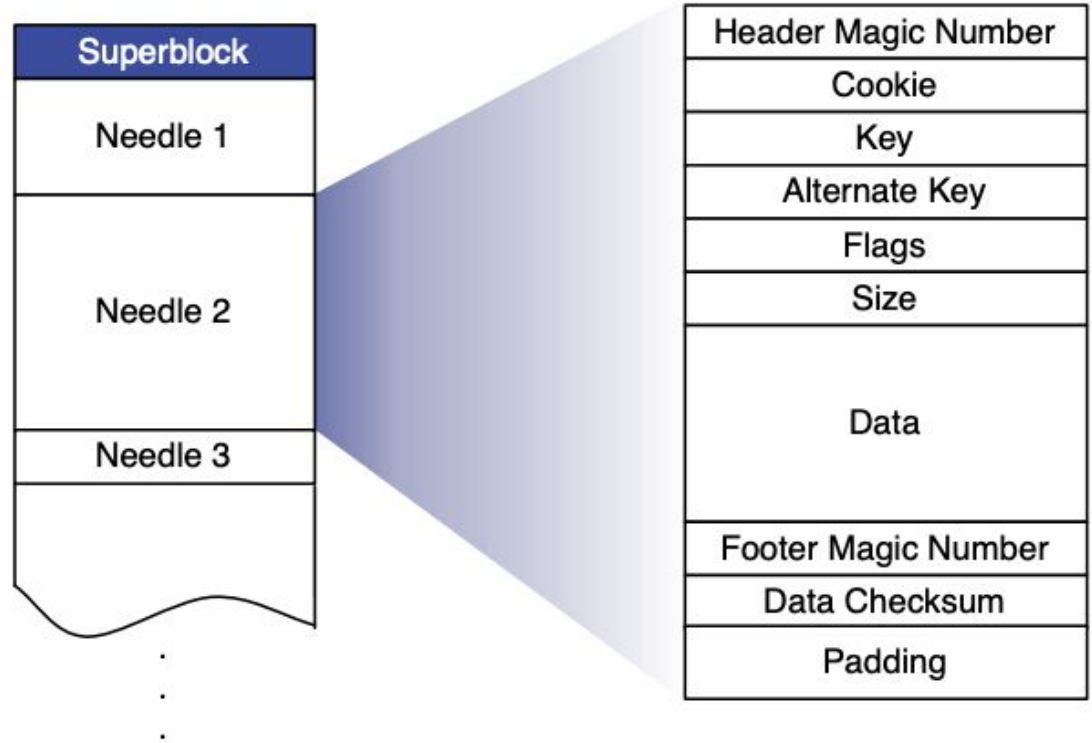 Superblock
Needle 1
Needle 2
Needle 3
.
.
.
Header Magic Number
Cookie
Key
Alternate Key
Flags
Size
Data
Footer Magic Number
Data Checksum
Padding